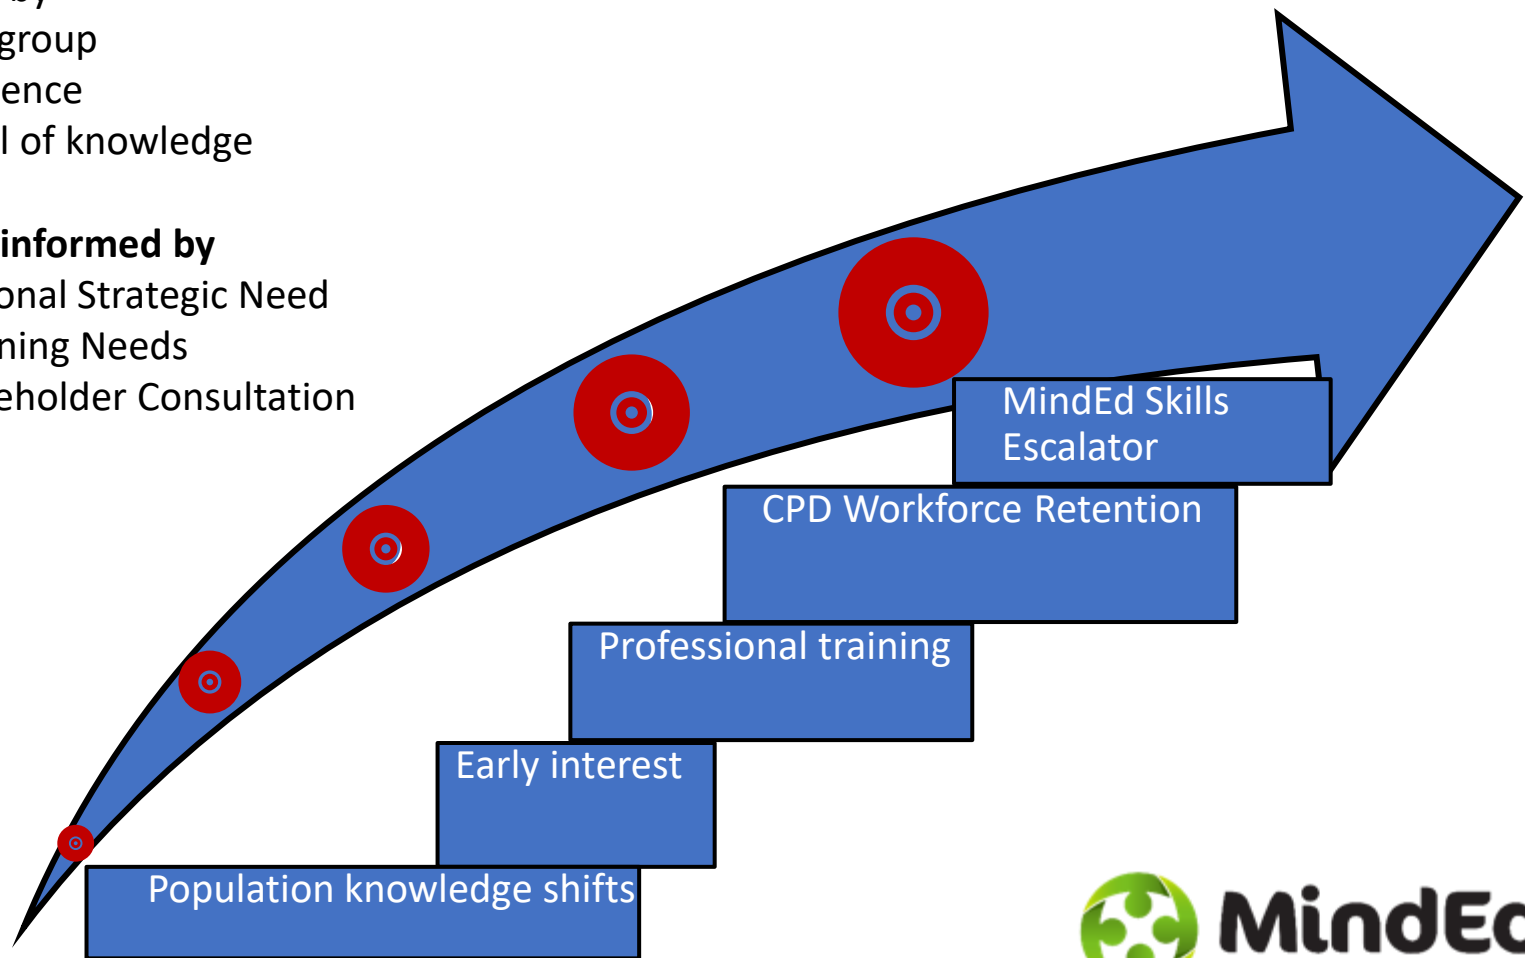 by
group
ence
l of knowledge
informed by
onal Strategic Need
ning Needs
eholder Consultation
MindEd Skills
Escalator
CPD Workforce Retention
Professional training
Early interest
Population knowledge shifts
MindEd